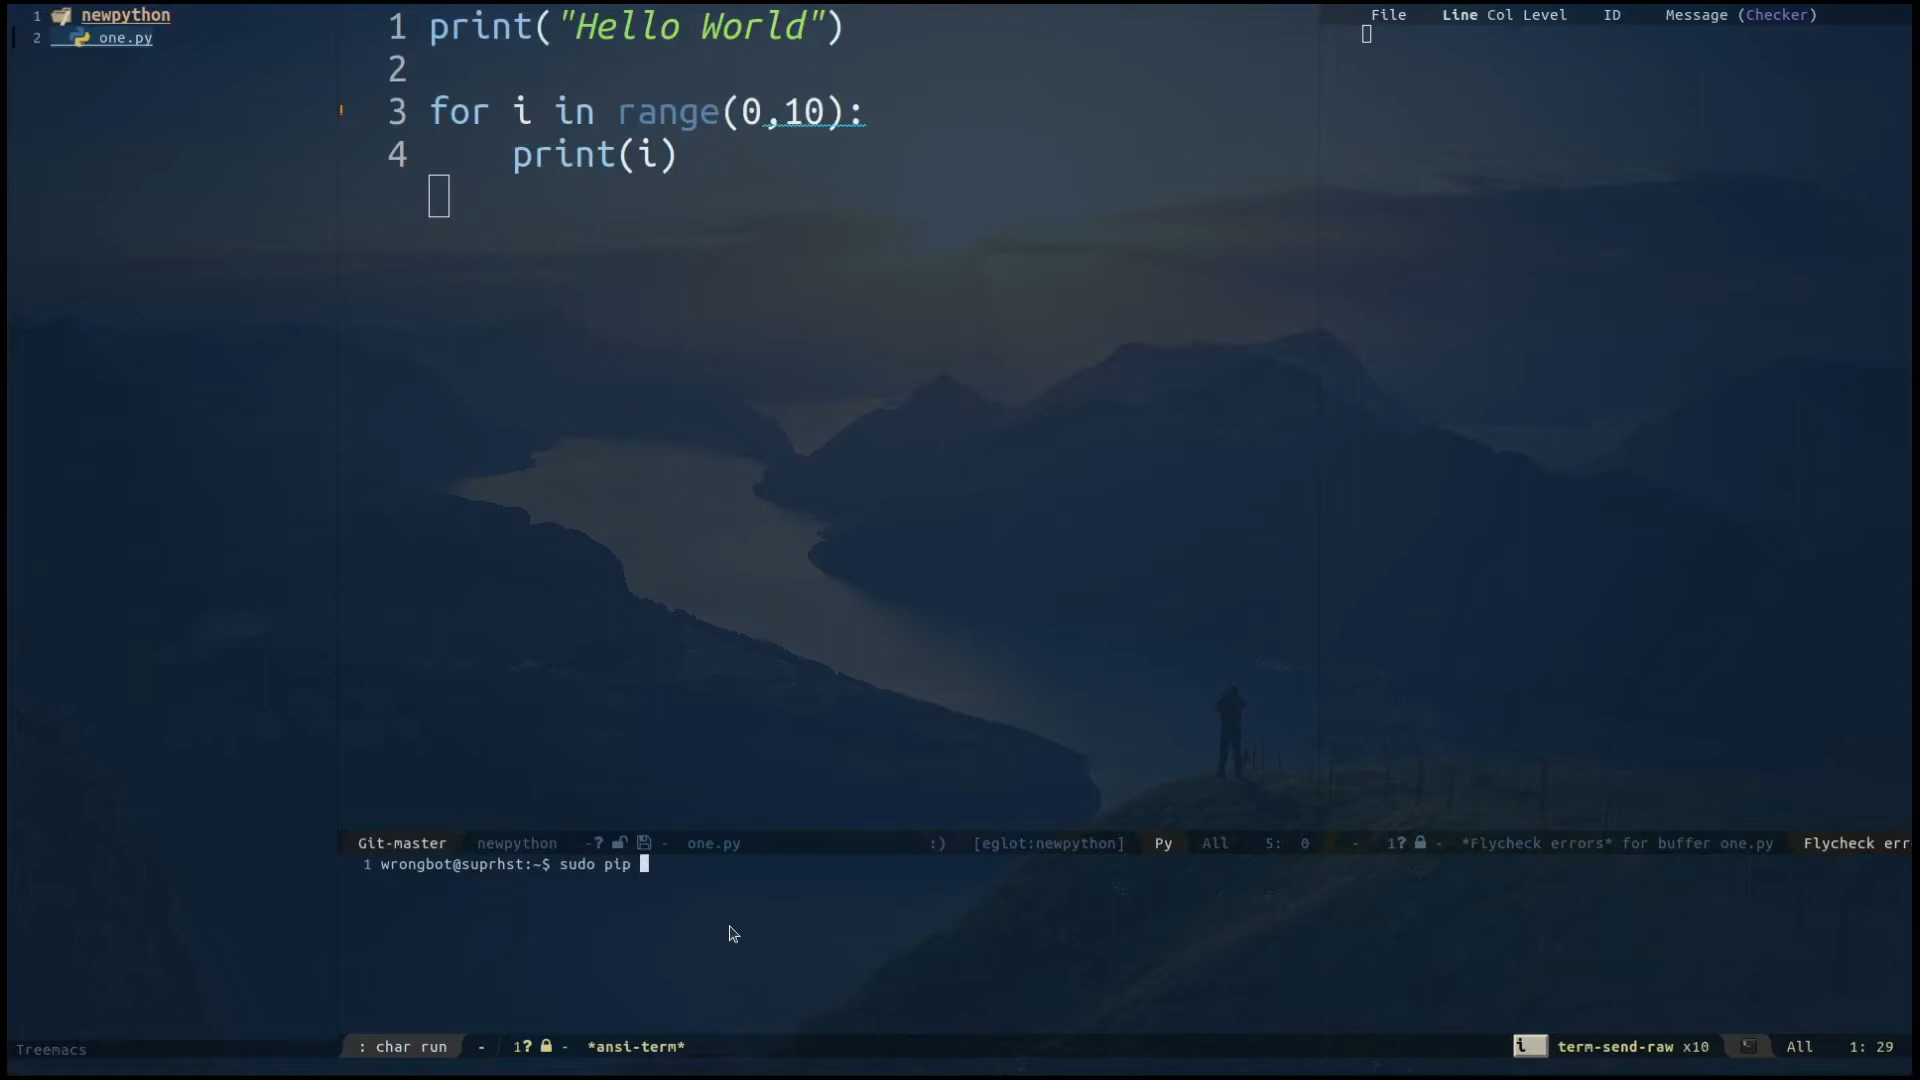 1 newpython
2 one.py
1 print("Hello World")
2
! 3 for i in range(0,10):
4 print(i)
File Line Col Level ID Message (Checker)
Git-master newpython -? - one.py :) [eglot:newpython] Py All 5: 0 - 1? - *Flycheck errors* for buffer one.py Flycheck err
1 wrongbot@suprhst:~$ sudo pip
Treemacs
: char run - 1? - *ansi-term* i term-send-raw x10 All 1: 29